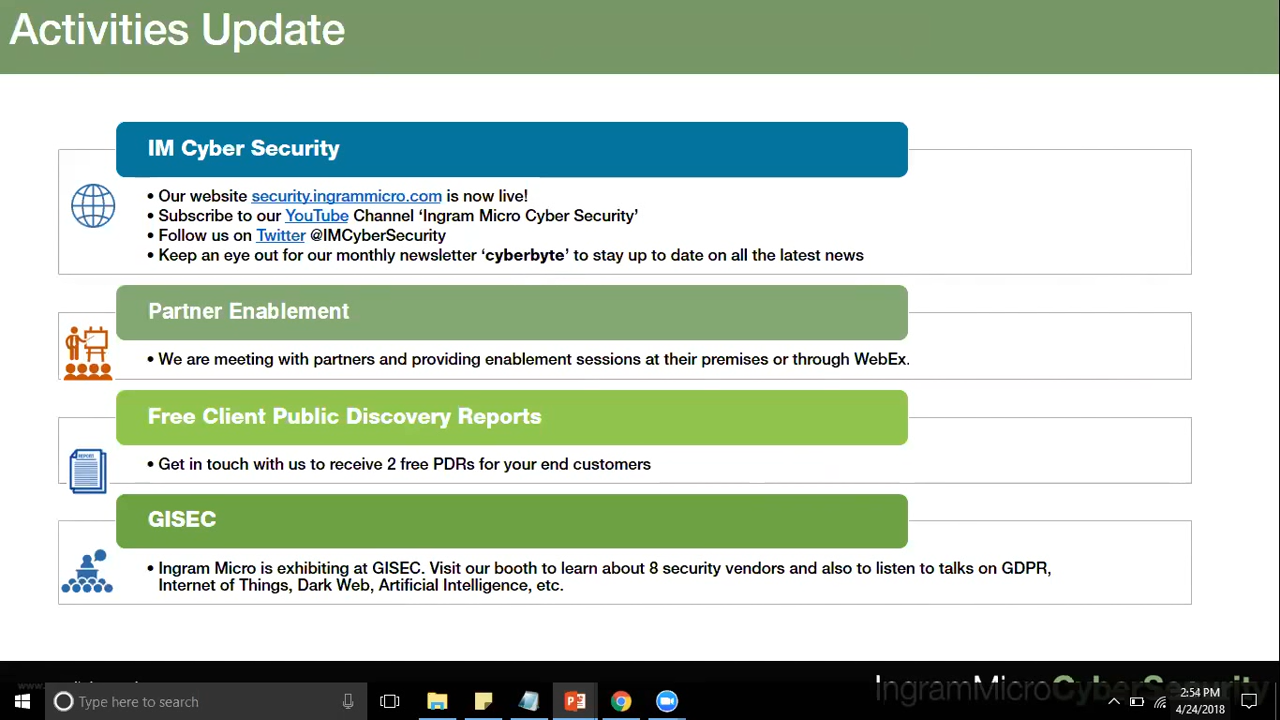 Activities Update
IM Cyber Security
• Our website security.ingrammicro.com is now live!
• Subscribe to our YouTube Channel ‘Ingram Micro Cyber Security’
• Follow us on Twitter @IMCyberSecurity
• Keep an eye out for our monthly newsletter ‘cyberbyte’ to stay up to date on all the latest news
Partner Enablement
• We are meeting with partners and providing enablement sessions at their premises or through WebEx.
Free Client Public Discovery Reports
REPORT
• Get in touch with us to receive 2 free PDRs for your end customers
GISEC
• Ingram Micro is exhibiting at GISEC. Visit our booth to learn about 8 security vendors and also to listen to talks on GDPR,
Internet of Things, Dark Web, Artificial Intelligence, etc.
IngramMicroCyberSecurity
Type here to search
2:54 PM
4/24/2018